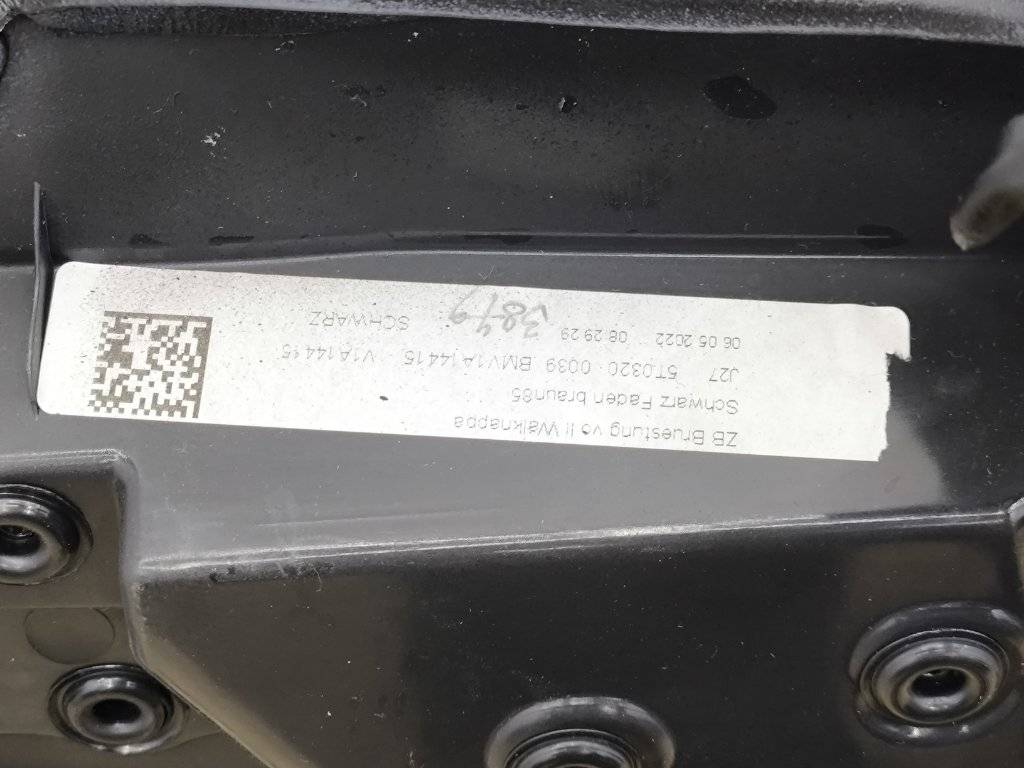 ZB Bruestung vo li Walknappa
Schwarz Faden braun85
J27 5T0320 0039 BMV1A14415 V1A14415
06 05 2022 08 29 29 SCHWARZ